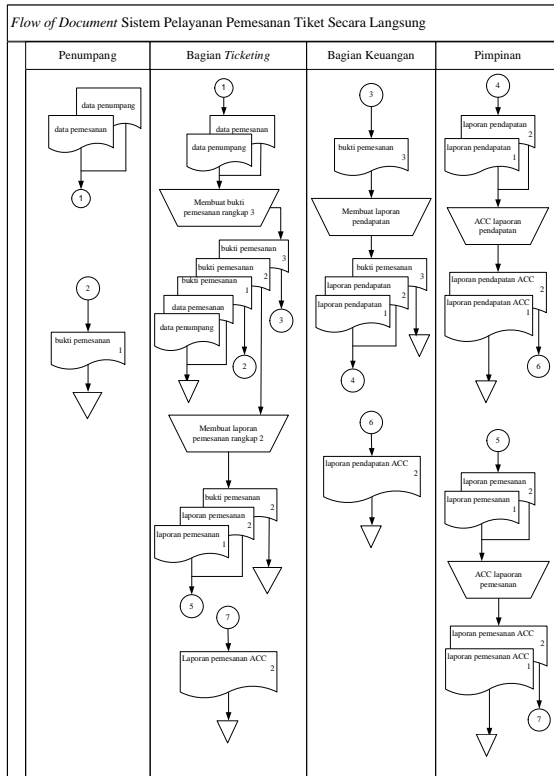 Flow of Document Sistem Pelayanan Pemesanan Tiket Secara Langsung
Penumpang
data penumpang
data pemesanan
1
2
bukti pemesanan
1
Bagian Ticketing
1
data pemesanan
data penumpang
Membuat bukti
pemesanan rangkap 3
bukti pemesanan
3
bukti pemesanan
2
bukti pemesanan
1
data pemesanan
data penumpang
3
2
Membuat laporan
pemesanan rangkap 2
bukti pemesanan
2
laporan pemesanan
2
laporan pemesanan
1
5
7
Laporan pemesanan ACC
2
Bagian Keuangan
3
bukti pemesanan
3
Membuat laporan
pendapatan
bukti pemesanan
3
laporan pendapatan
2
laporan pendapatan
1
4
6
laporan pendapatan ACC
2
Pimpinan
4
laporan pendapatan
2
laporan pendapatan
1
ACC lapaoran
pendapatan
laporan pendapatan ACC
2
laporan pendapatan ACC
1
6
5
laporan pemesanan
2
laporan pemesanan
1
ACC lapaoran
pemesanan
laporan pemesanan ACC
2
laporan pemesanan ACC
1
7